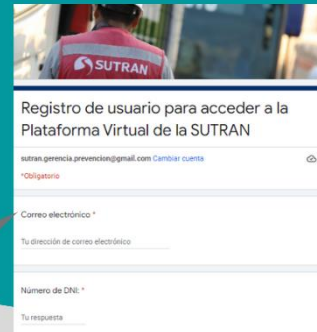 SUTRAN
Registro de usuario para acceder a la
Plataforma Virtual de la SUTRAN
sutran.gerencia.prevencion@gmail.com Cambiar cuenta
*Obligatorio
Correo electrónico *
Tu dirección de correo electrónico
Número de DNI: *
Tu respuesta